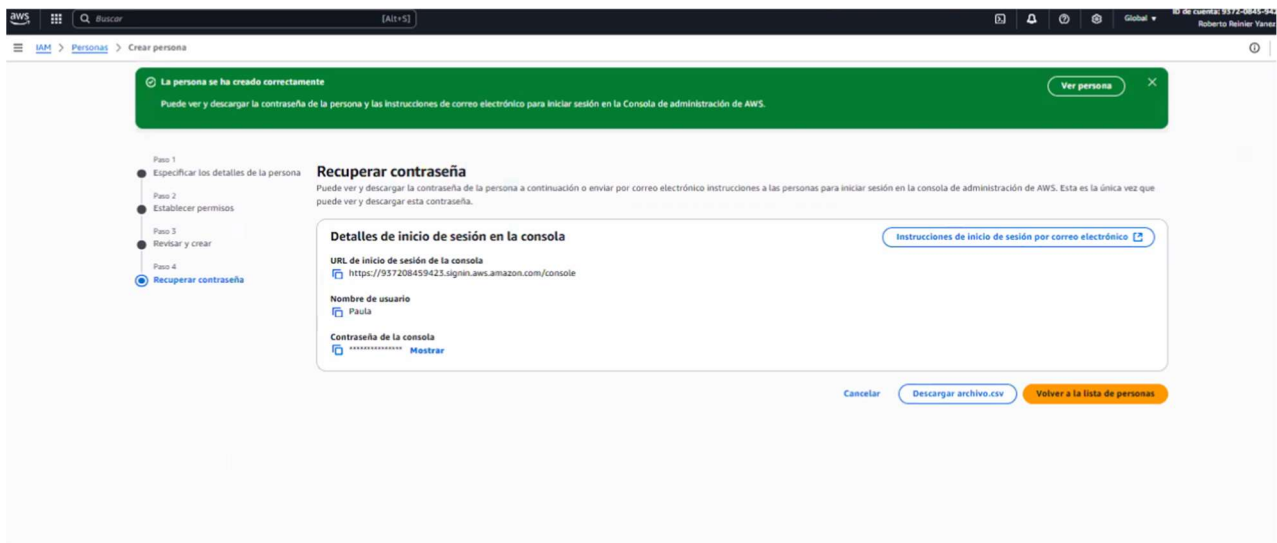 aws
Buscar
[Alt+S]
Global
ID de cuenta: 9372-0845-942
Roberto Reinier Yanez
IAM > Personas > Crear persona
La persona se ha creado correctamente
Puede ver y descargar la contraseña de la persona y las instrucciones de correo electrónico para iniciar sesión en la Consola de administración de AWS.
Ver persona
Paso 1
Especificar los detalles de la persona
Paso 2
Establecer permisos
Paso 3
Revisar y crear
Paso 4
Recuperar contraseña
Recuperar contraseña
Puede ver y descargar la contraseña de la persona a continuación o enviar por correo electrónico instrucciones a las personas para iniciar sesión en la consola de administración de AWS. Esta es la única vez que
puede ver y descargar esta contraseña.
Detalles de inicio de sesión en la consola
Instrucciones de inicio de sesión por correo electrónico
URL de inicio de sesión de la consola
https://937208459423.signin.aws.amazon.com/console
Nombre de usuario
Paula
Contraseña de la consola
*************** Mostrar
Cancelar
Descargar archivo.csv
Volver a la lista de personas